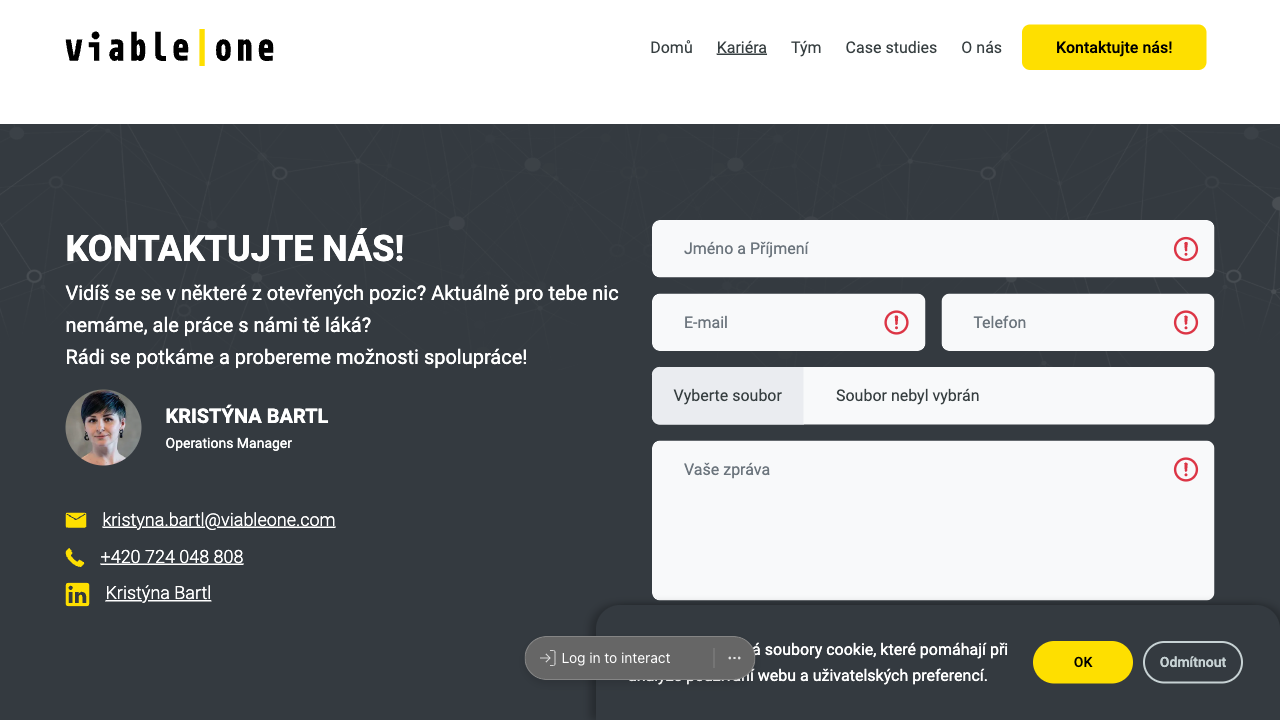 viable|one
Domů
Kariéra
Tým
Case studies
O nás
Kontaktujte nás!
KONTAKTUJTE NÁS!
Vidíš se se v některé z otevřených pozic? Aktuálně pro tebe nic
nemáme, ale práce s námi tě láká?
Rádi se potkáme a probereme možnosti spolupráce!
KRISTÝNA BARTL
Operations Manager
kristyna.bartl@viableone.com
+420 724 048 808
Kristýna Bartl
Jméno a Příjmení
E-mail
Telefon
Vyberte soubor
Soubor nebyl vybrán
Vaše zpráva
soubory cookie, které pomáhají při
webu a uživatelských preferencí.
OK
Odmítnout
Log in to interact